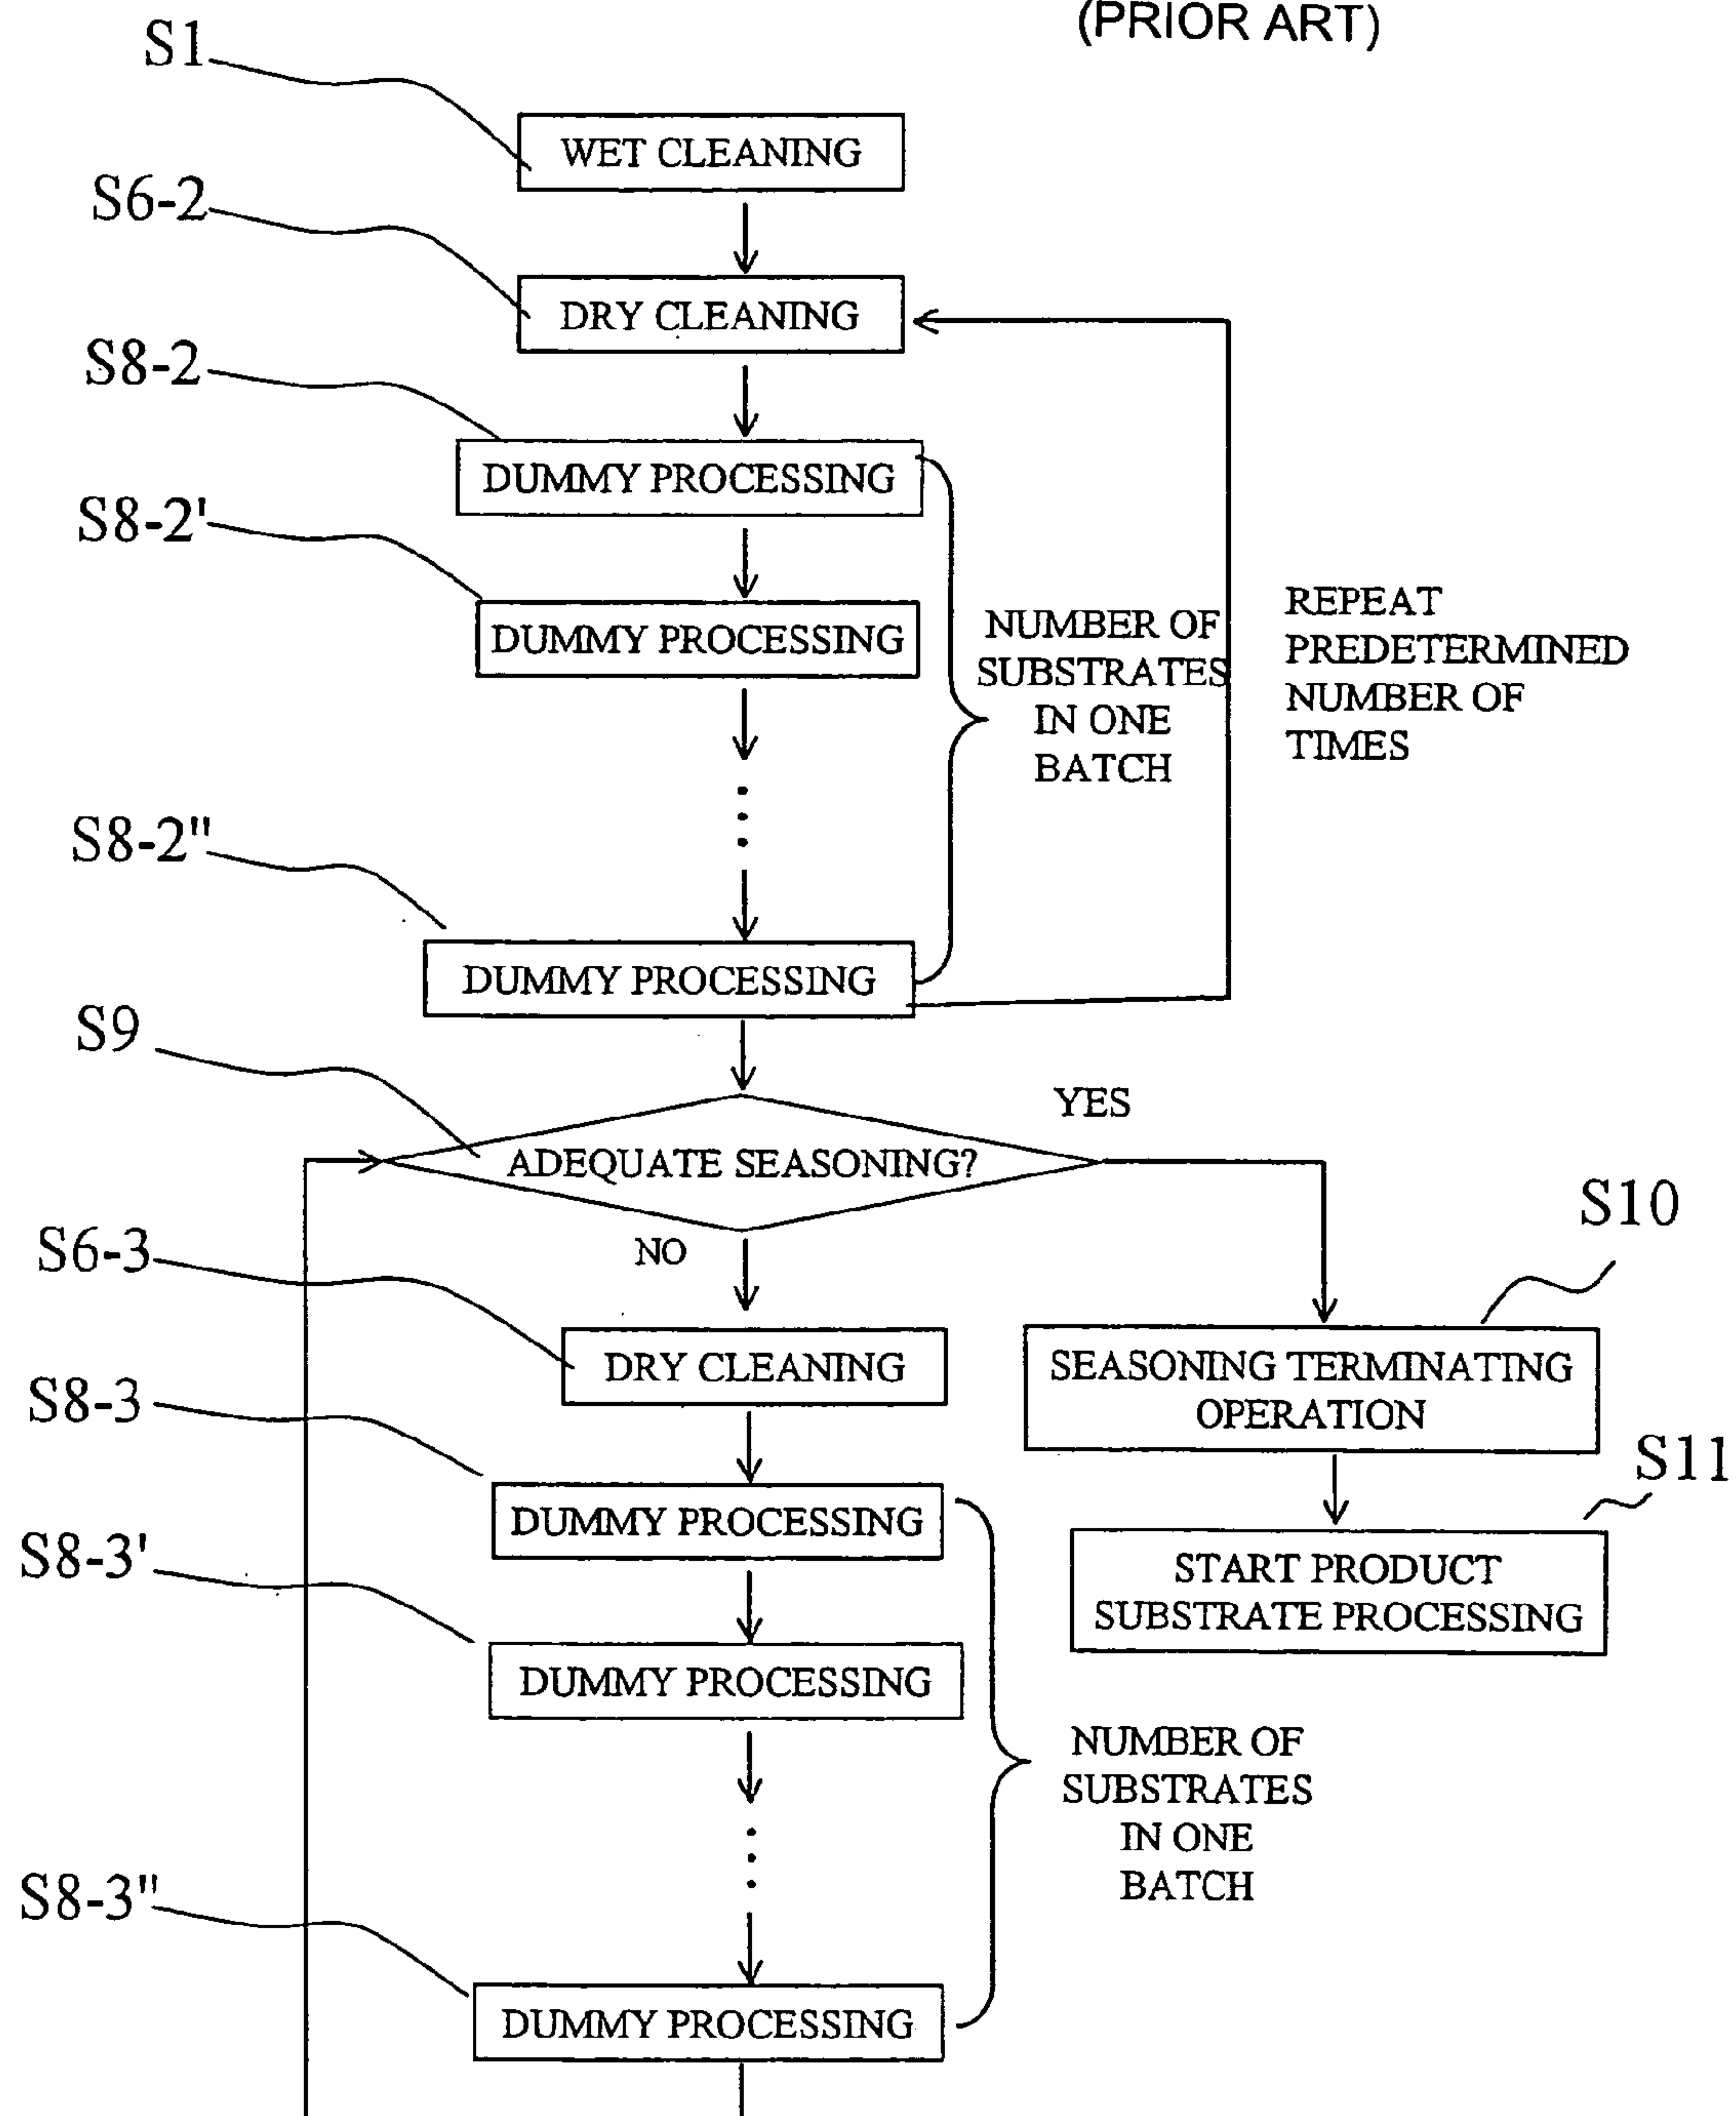 (PRIOR ART)
S1
WET CLEANING
S6-2
DRY CLEANING
S8-2
DUMMY PROCESSING
S8-2'
DUMMY PROCESSING
NUMBER OF
SUBSTRATES
IN ONE
BATCH
REPEAT
PREDETERMINED
NUMBER OF
TIMES
S8-2"
DUMMY PROCESSING
S9
ADEQUATE SEASONING?
YES
NO
S10
SEASONING TERMINATING
OPERATION
S11
START PRODUCT
SUBSTRATE PROCESSING
S6-3
DRY CLEANING
S8-3
DUMMY PROCESSING
S8-3'
DUMMY PROCESSING
NUMBER OF
SUBSTRATES
IN ONE
BATCH
S8-3"
DUMMY PROCESSING